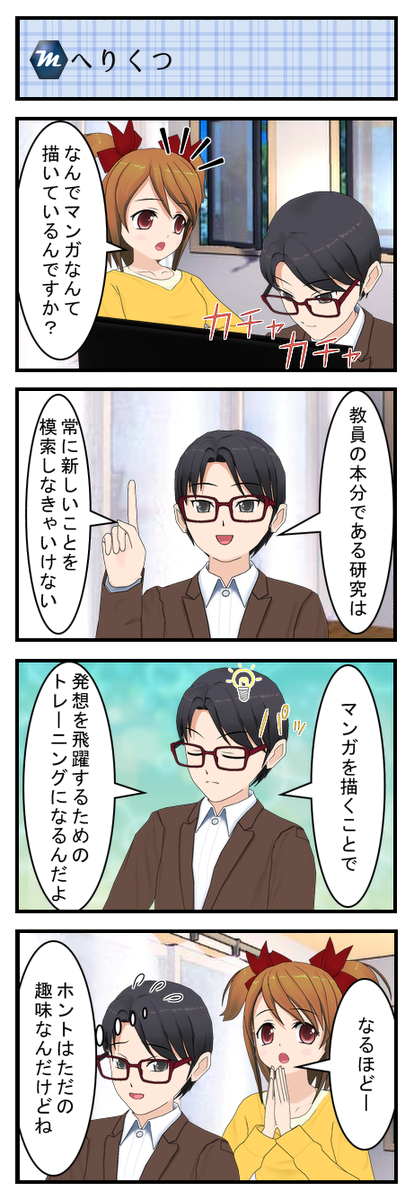 m へりくつ
なんでマンガなんて
描いているんですか？
カチャ
カチャ
教員の本分である研究は
常に新しいことを
模索しなきゃいけない
パッ
マンガを描くことで
発想を飛躍するための
トレーニングになるんだよ
なるほどー
ホントはただの
趣味なんだけどね